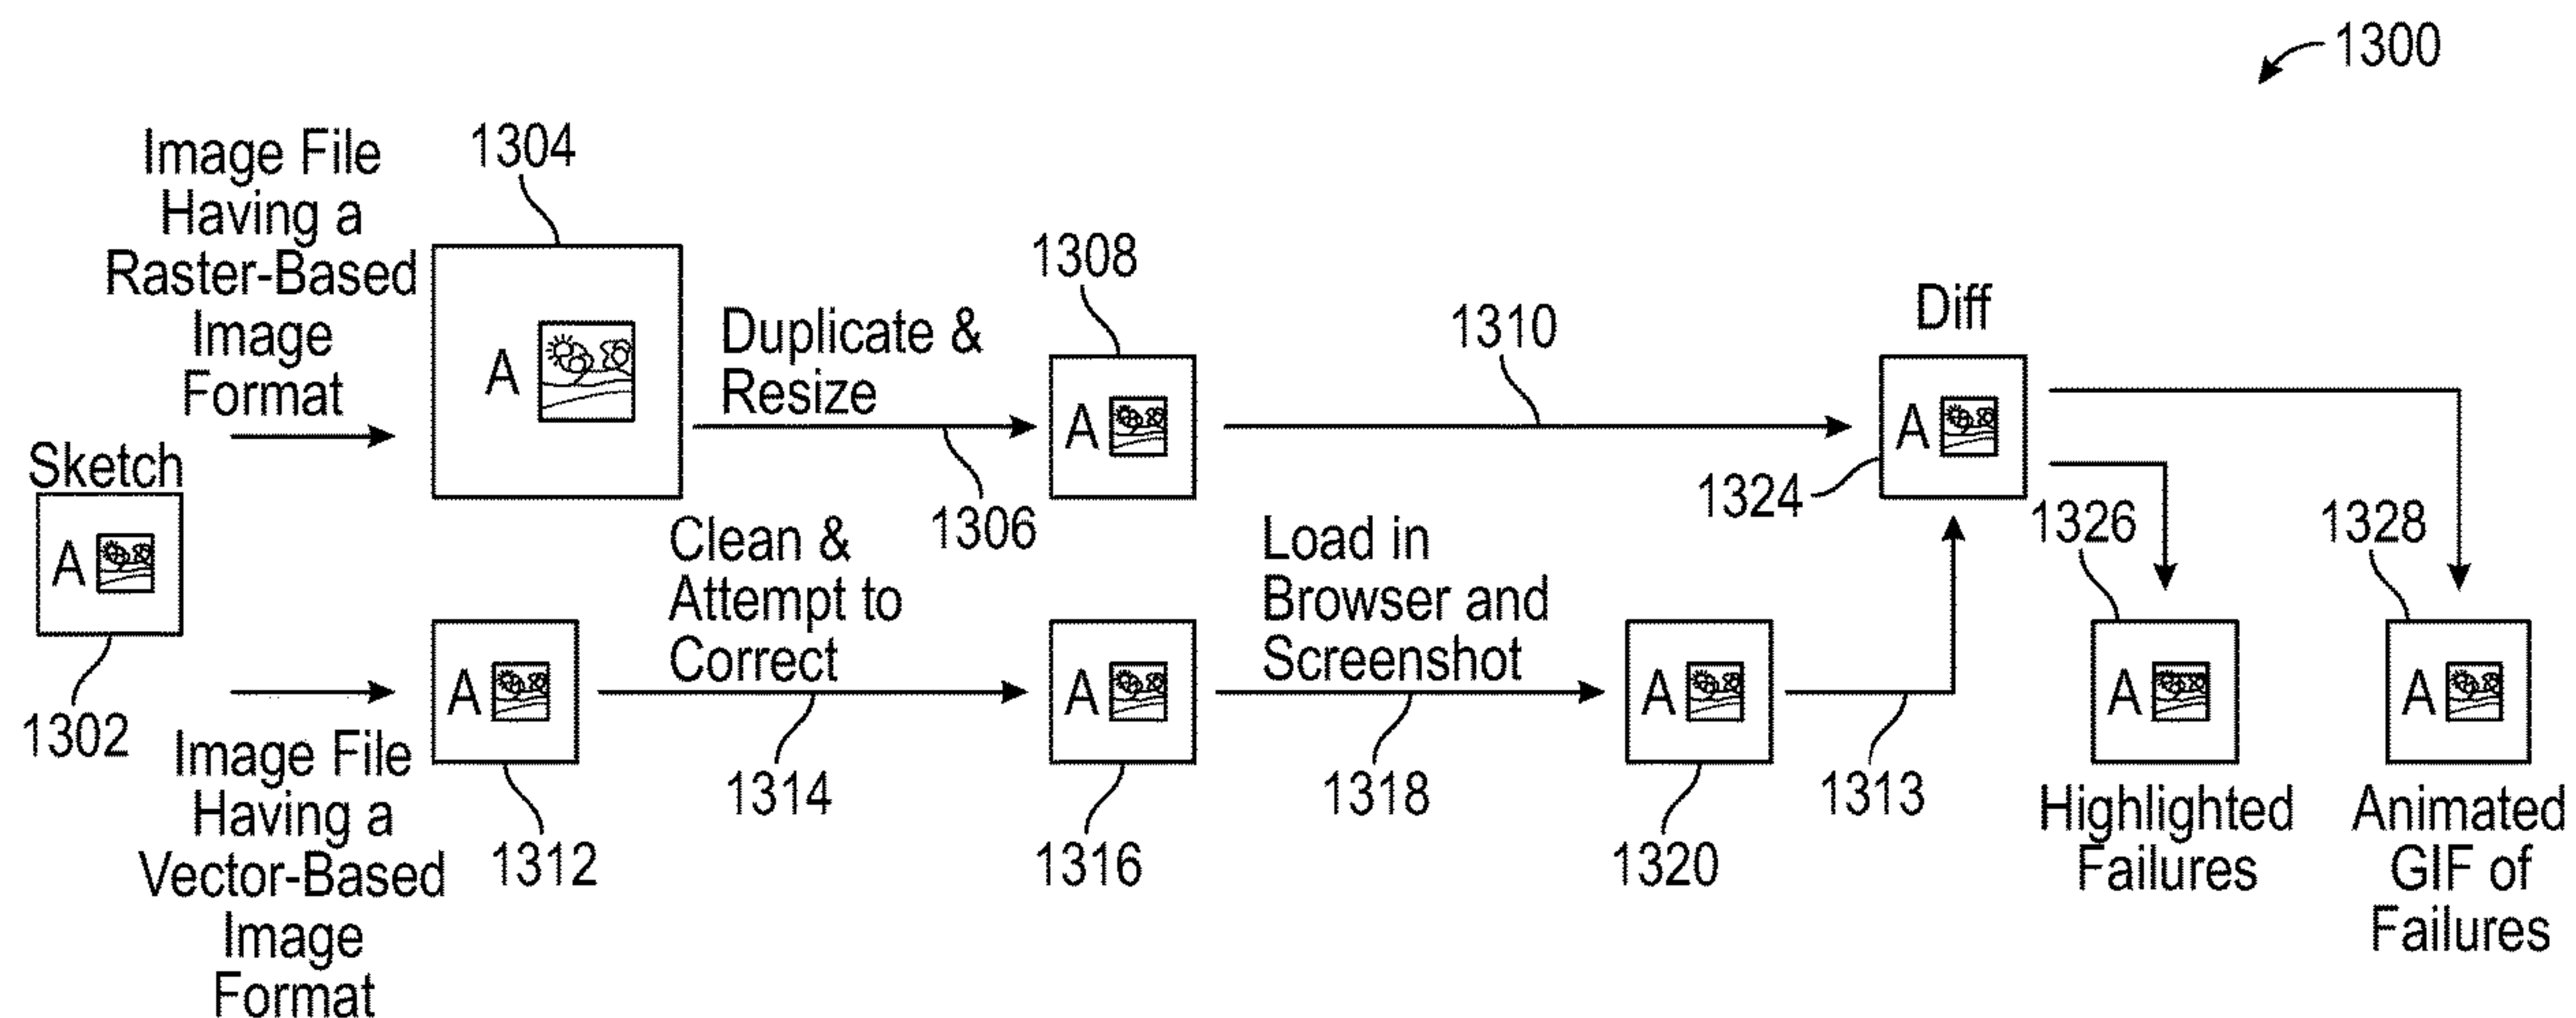 1300
Image File
Having a
Raster-Based
Image
Format
1304
A
Duplicate &
Resize
1306
1308
A
1310
Diff
A
1324
Sketch
A
1302
Image File
Having a
Vector-Based
Image
Format
A
1312
Clean &
Attempt to
Correct
1314
A
1316
Load in
Browser and
Screenshot
1318
A
1320
1313
1326
A
Highlighted
Failures
1328
A
Animated
GIF of
Failures